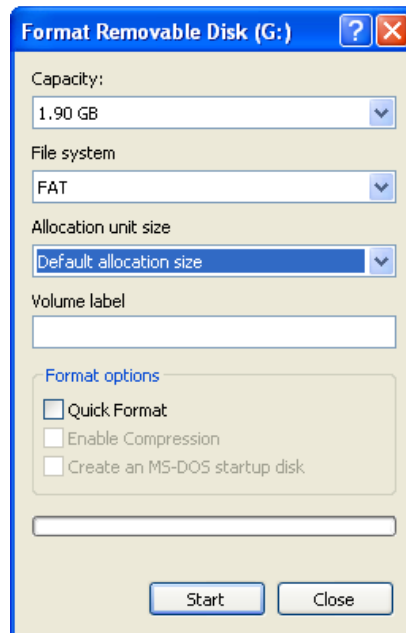 Format Removable Disk (G:)
Capacity:
1.90 GB
File system
FAT
Allocation unit size
Default allocation size
Volume label
Format options
Quick Format
Enable Compression
Create an MS-DOS startup disk
Start
Close